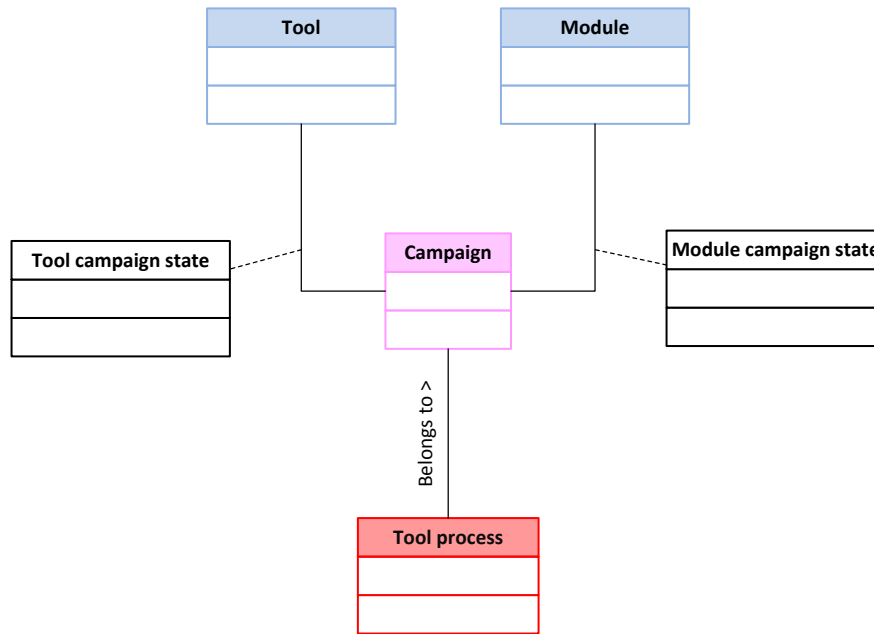 Tool
Module
Tool campaign state
Campaign
Module campaign state
Belongs to >
Tool process